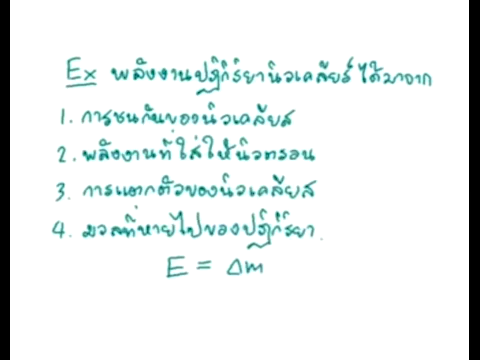 Ex พลังงานปฏิกิริยานิวเคลียร์ได้มาจาก
1. การชนกันของนิวเคลียส
2. พลังงานที่ใส่ให้นิวตรอน
3. การแตกตัวของนิวเคลียส
4. มวลที่หายไปของปฏิกิริยา
E = Δm